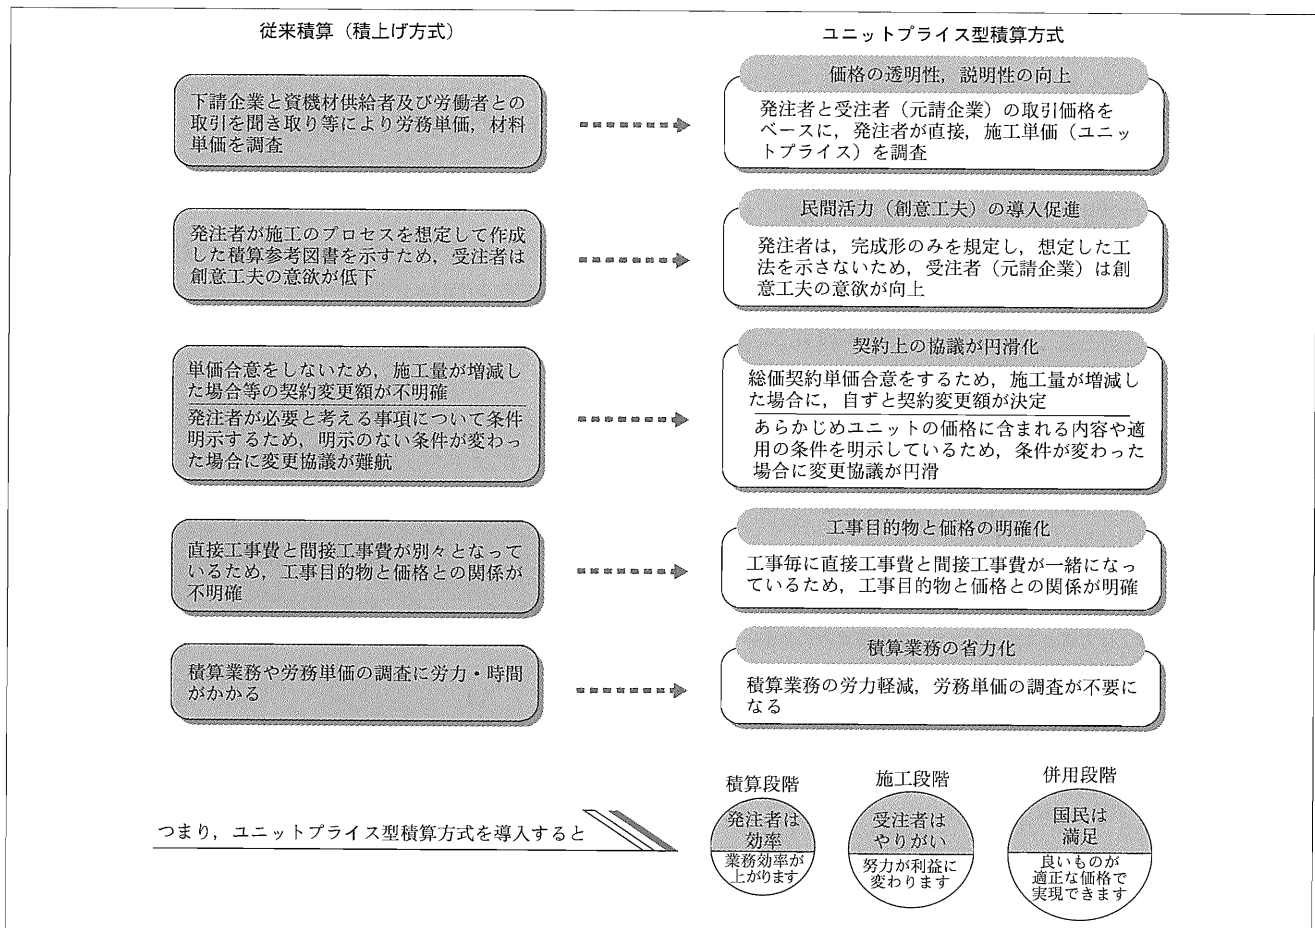 従来積算（積上げ方式）
ユニットプライス型積算方式
下請企業と資機材供給者及び労働者との
取引を聞き取り等により労務単価，材料
単価を調査
価格の透明性，説明性の向上
発注者と受注者（元請企業）の取引価格を
ベースに，発注者が直接，施工単価（ユニッ
トプライス）を調査
発注者が施工のプロセスを想定して作成
した積算参考図書を示すため，受注者は
創意工夫の意欲が低下
民間活力（創意工夫）の導入促進
発注者は，完成形のみを規定し，想定した工
法を示さないため，受注者（元請企業）は創
意工夫の意欲が向上
単価合意をしないため，施工量が増減し
た場合等の契約変更額が不明確
発注者が必要と考える事項について条件
明示するため，明示のない条件が変わっ
た場合に変更協議が難航
契約上の協議が円滑化
総価契約単価合意をするため，施工量が増減し
た場合に，自ずと契約変更額が決定
あらかじめユニットの価格に含まれる内容や適
用の条件を明示しているため，条件が変わった
場合に変更協議が円滑
直接工事費と間接工事費が別々となって
いるため，工事目的物と価格との関係が
不明確
工事目的物と価格の明確化
工事毎に直接工事費と間接工事費が一緒になっ
ているため，工事目的物と価格との関係が明確
積算業務や労務単価の調査に労力・時間
がかかる
積算業務の省力化
積算業務の労力軽減，労務単価の調査が不要に
なる
つまり，ユニットプライス型積算方式を導入すると
積算段階
発注者は
効率
業務効率が
上がります
施工段階
受注者は
やりがい
努力が利益に
変わります
併用段階
国民は
満足
良いものが
適正な価格で
実現できます